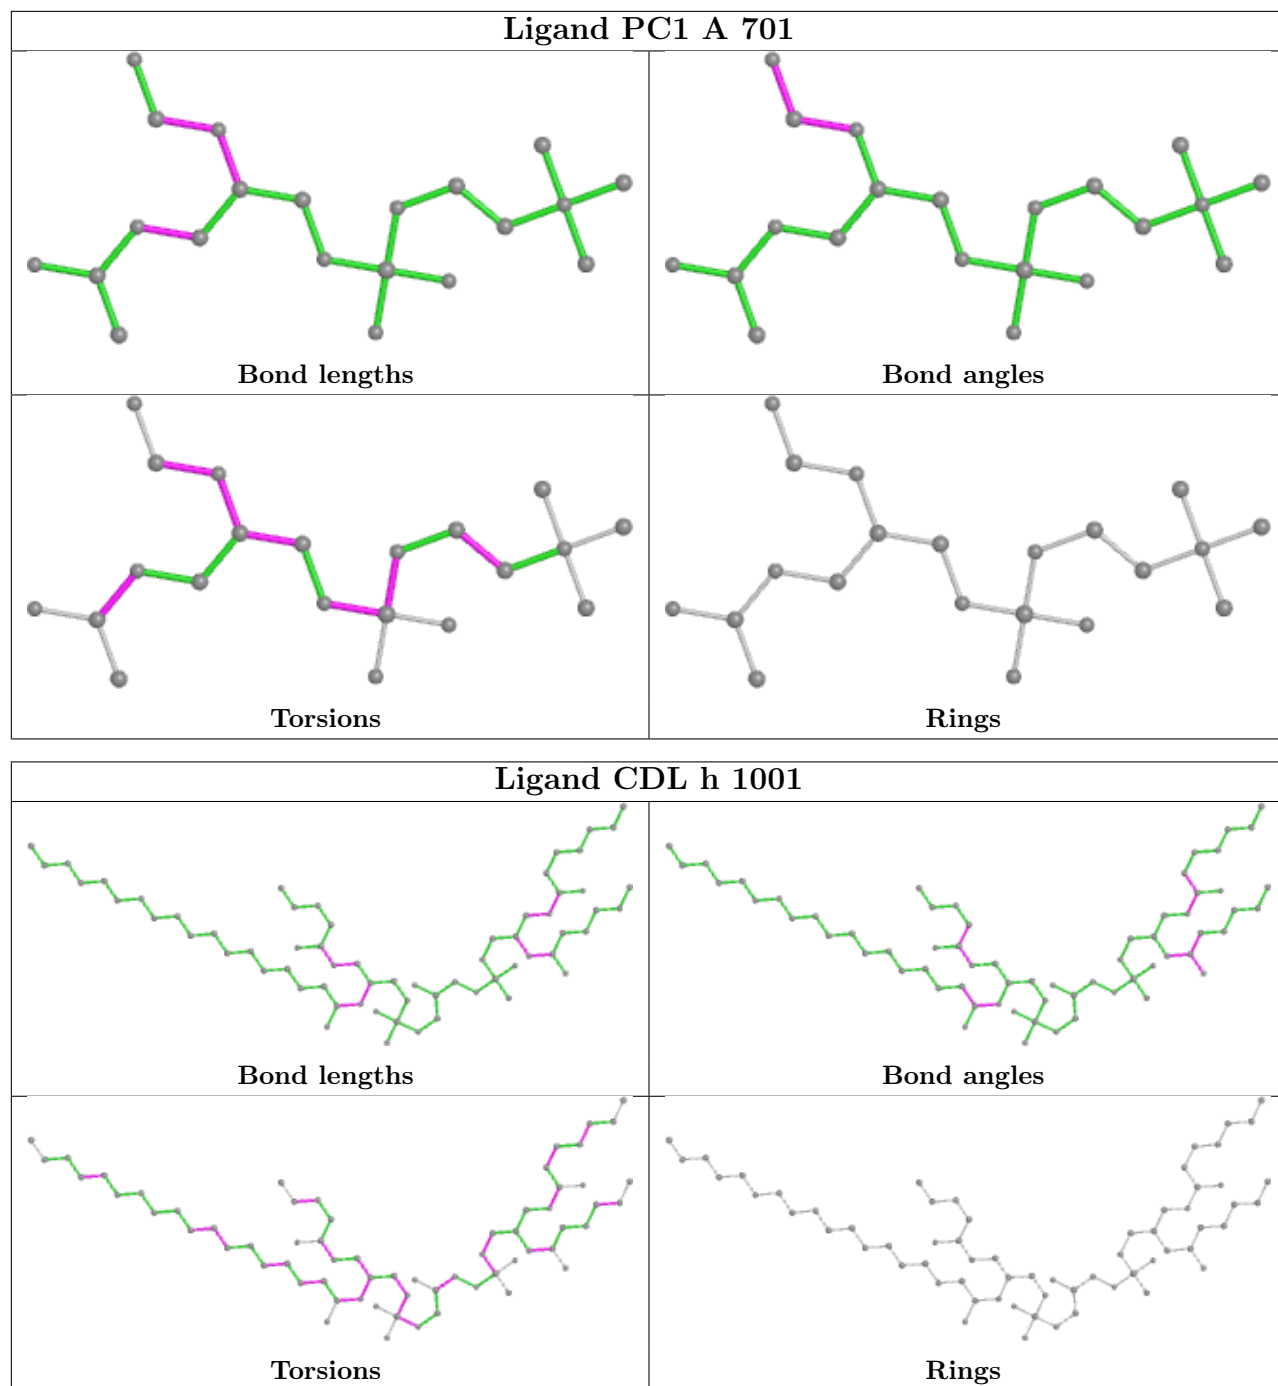 Ligand PC1 A 701
Bond lengths
Bond angles
Torsions
Rings
Ligand CDL h 1001
Bond lengths
Bond angles
Torsions
Rings